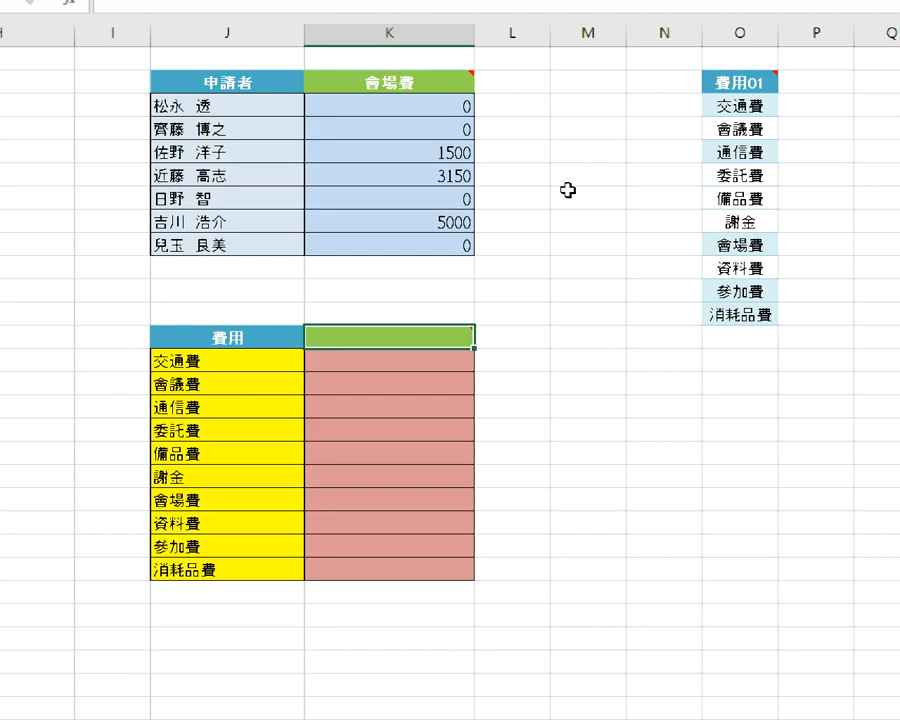 I J K L M N O P Q
申請者 會場費 費用01
松永 透 0 交通費
齊藤 博之 0 會議費
佐野 洋子 1500 通信費
近藤 高志 3150 委託費
日野 智 0 備品費
吉川 浩介 5000 謝金
兒玉 良美 0 會場費
資料費
參加費
消耗品費
費用
交通費
會議費
通信費
委託費
備品費
謝金
會場費
資料費
參加費
消耗品費